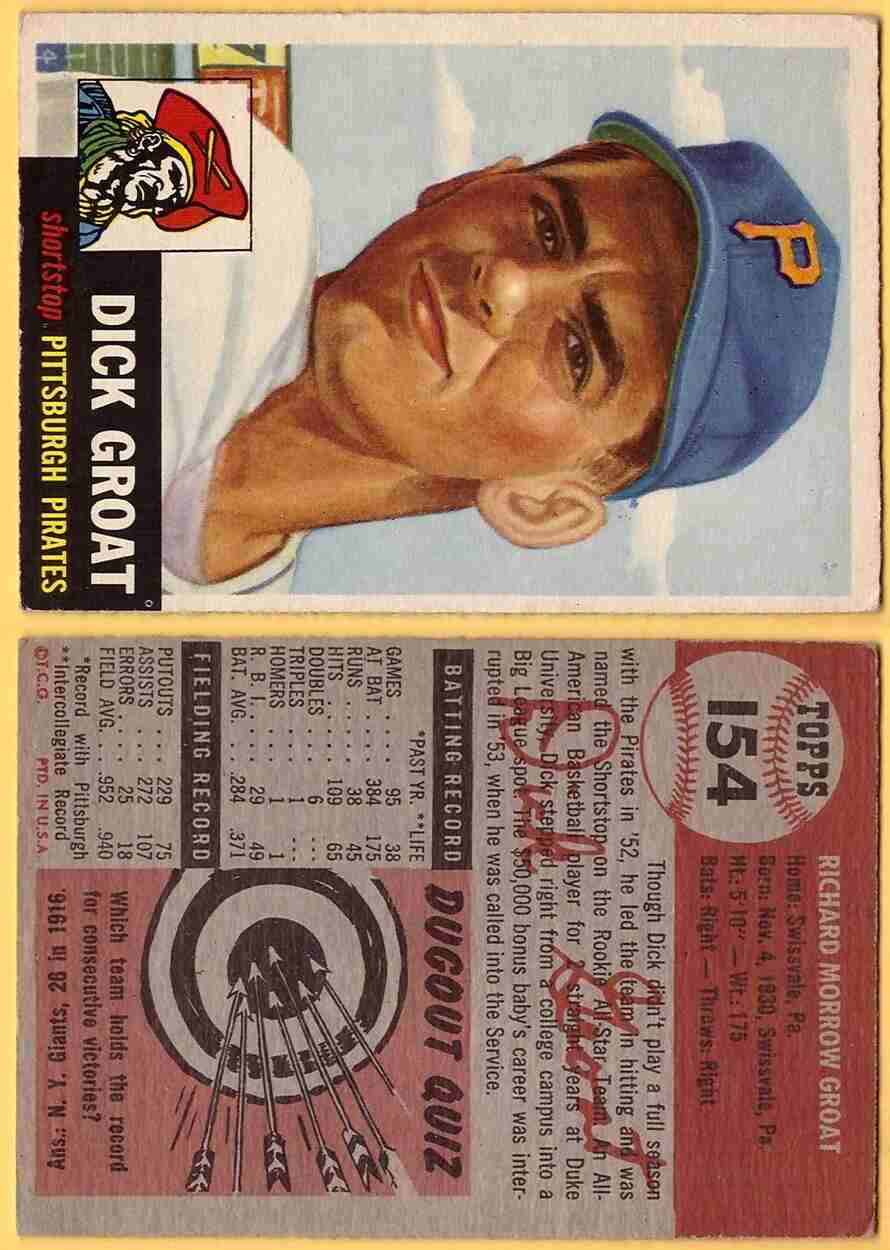 P
DICK GROAT
shortstop PITTSBURGH PIRATES
TOPPS
154
RICHARD MORROW GROAT
Home: Swissvale, Pa.
Born: Nov. 4, 1930, Swissvale, Pa.
Ht.: 5'10" — Wt.: 175
Bats: Right — Throws: Right
Though Dick didn't play a full season
with the Pirates in '52, he led the team in hitting and was
named the Shortstop on the Rookie All-Star Team. An All-
American Basketball player for 2 straight years at Duke
University, Dick stepped right from a college campus into a
Big League spot. The $50,000 bonus baby's career was inter-
rupted in '53, when he was called into the Service.
Dick Groat
BATTING RECORD
*PAST YR. **LIFE
GAMES . . . . 95 38
AT BAT . . . 384 175
RUNS . . . . . 38 45
HITS . . . . . 109 65
DOUBLES . . . 6 ---
TRIPLES . . . . 1 ---
HOMERS . . . . 1 1
R. B. I. . . . . 29 49
BAT. AVG. . . .284 .371
FIELDING RECORD
PUTOUTS . . . 229 75
ASSISTS . . . 272 107
ERRORS . . . . 25 18
FIELD AVG. . .952 .940
*Record with Pittsburgh
**Intercollegiate Record
©T.C.G. PTD. IN U.S.A
DUGOUT QUIZ
Which team holds the record
for consecutive victories?
Ans.: N. Y. Giants, 26 in 1916.